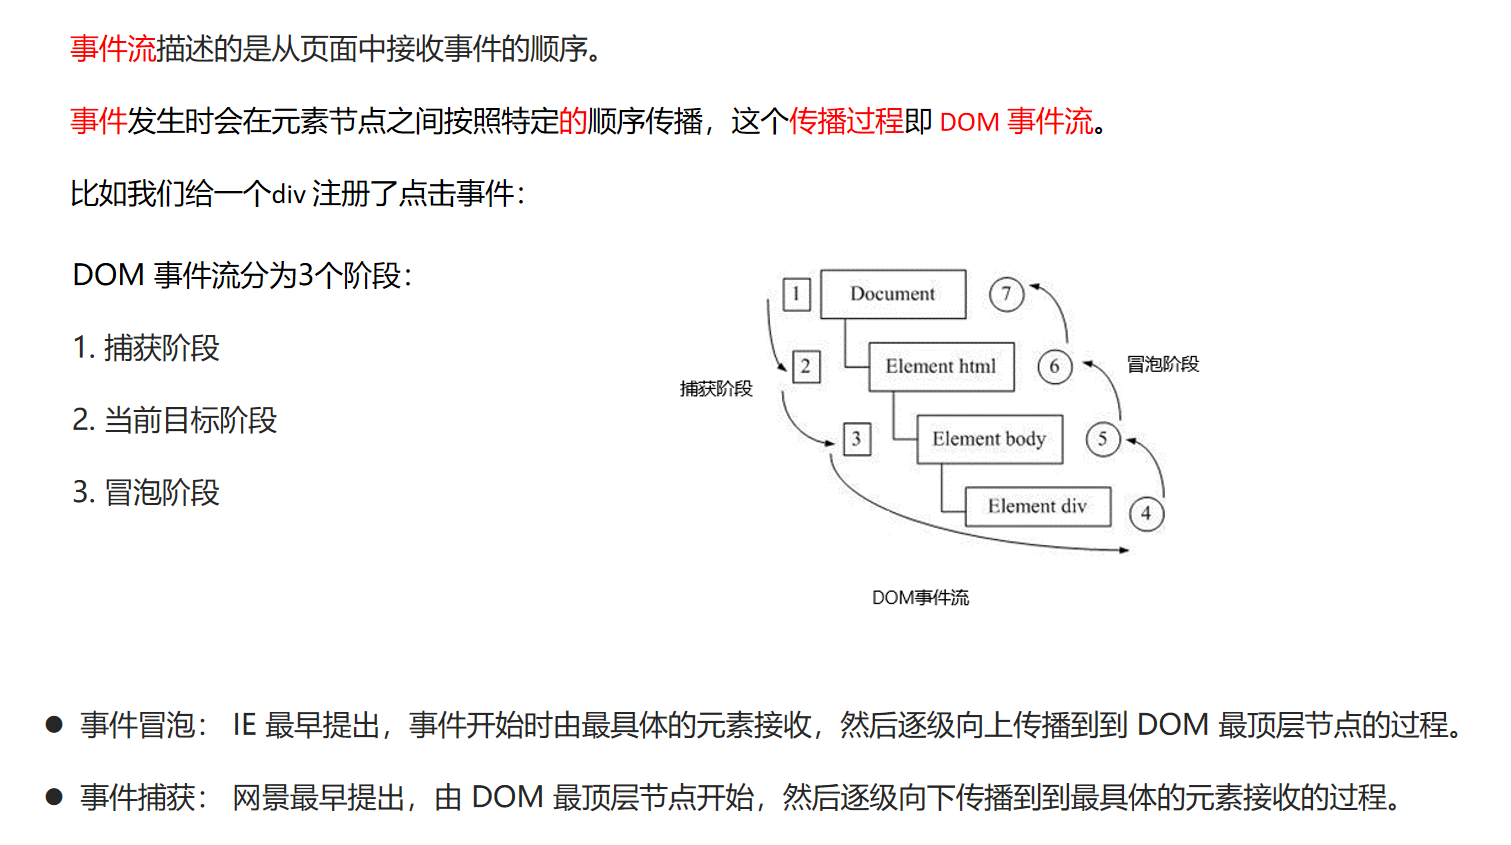 事件流描述的是从页面中接收事件的顺序。
事件发生时会在元素节点之间按照特定的顺序传播，这个传播过程即 DOM 事件流。
比如我们给一个div 注册了点击事：
DOM 事件流分为3个阶段：
1. 捕获阶段
2. 当前目标阶段
3. 冒泡阶段
1 Document 7
2 Element html 6
冒泡阶段
捕获阶段
3 Element body 5
Element div 4
DOM事件流
● 事件冒泡： IE 最早提出，事件开始时由最具体的元素接收，然后逐级向上传播到到 DOM 最顶层节点的过程。
● 事件捕获： 网景最早提出，由 DOM 最顶层节点开始，然后逐级向下传播到到最具体的元素接收的过程。